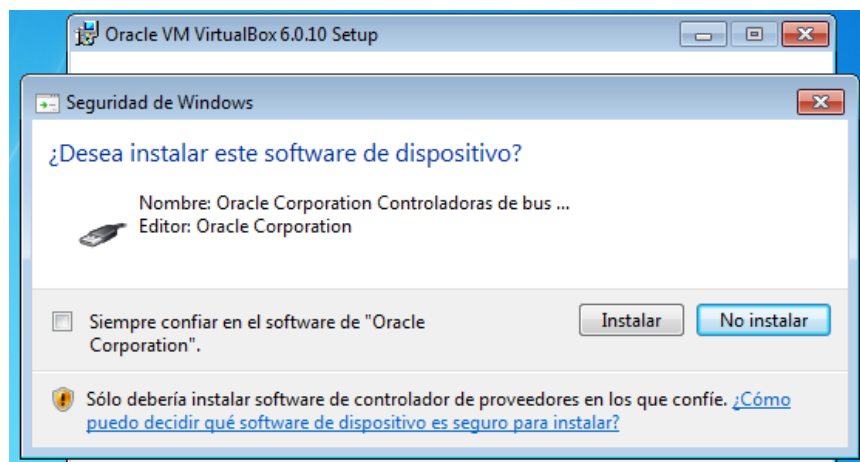 Oracle VM VirtualBox 6.0.10 Setup
Seguridad de Windows
¿Desea instalar este software de dispositivo?
Nombre: Oracle Corporation Controladoras de bus ...
Editor: Oracle Corporation
Siempre confiar en el software de "Oracle
Corporation".
Instalar
No instalar
Sólo debería instalar software de controlador de proveedores en los que confíe. ¿Cómo
puedo decidir qué software de dispositivo es seguro para instalar?